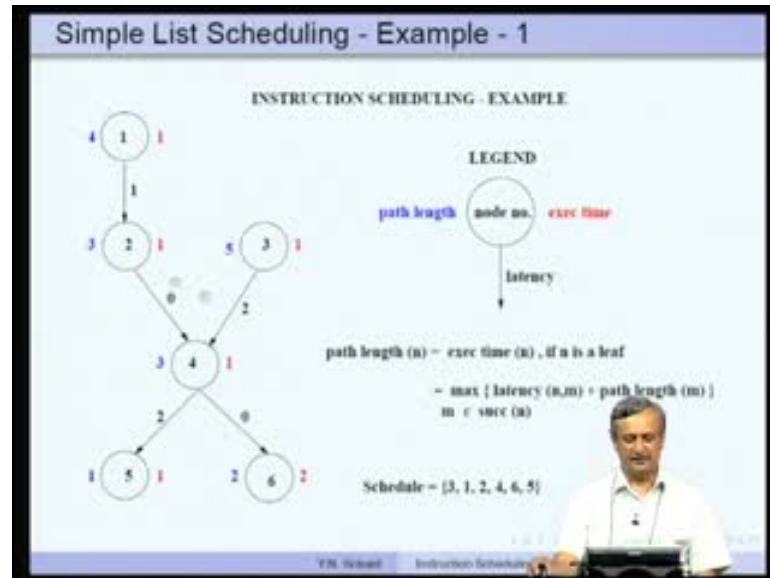 Simple List Scheduling - Example - 1
INSTRUCTION SCHEDULING - EXAMPLE
LEGEND
path length node no. exec time
latency
4 1 1
1
3 2 1
5 3 1
0 2
3 4 1
2 0
1 5 1
2 6 2
path length (n) = exec time (n) , if n is a leaf
= max { latency (n,m) + path length (m) }
m ε succ (n)
Schedule = {3, 1, 2, 4, 6, 5}
Y.N. Srikant Instruction Scheduling